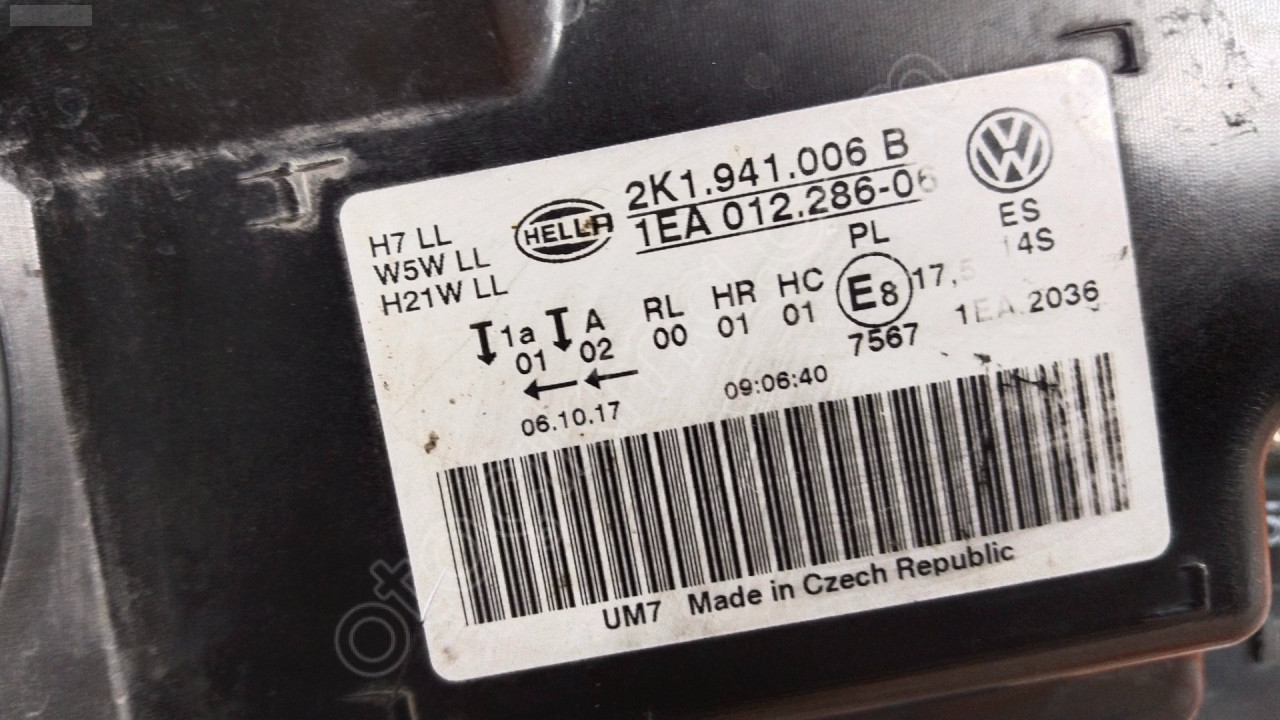 2K1.941.006 B
HELLA
1EA 012.286-06
H7 LL
W5W LL
H21W LL
PL
ES
4S
1a A RL HR HC E8 17,5
01 02 00 01 01
7567
1EA.2036
06.10.17 09:06:40
UM7 Made in Czech Republic